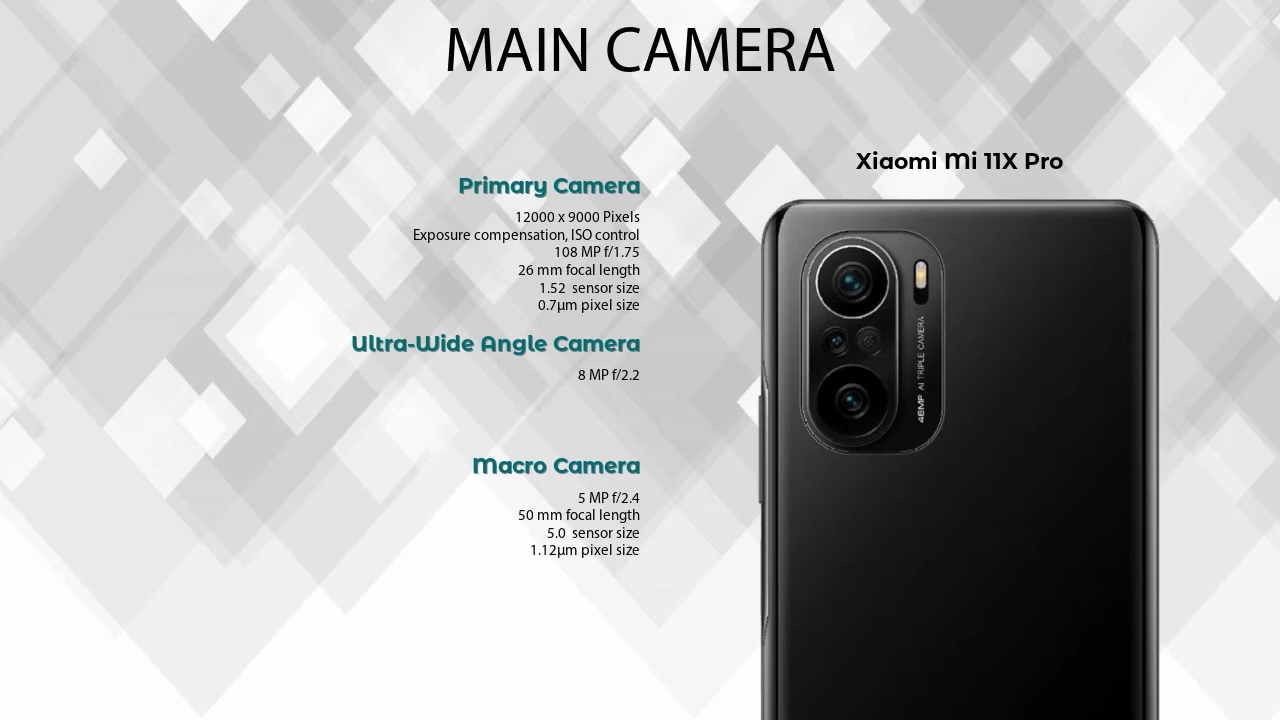 MAIN CAMERA
Xiaomi Mi 11X Pro
Primary Camera
12000 x 9000 Pixels
Exposure compensation, ISO control
108 MP f/1.75
26 mm focal length
1.52 sensor size
0.7µm pixel size
Ultra-Wide Angle Camera
8 MP f/2.2
Macro Camera
5 MP f/2.4
50 mm focal length
5.0 sensor size
1.12µm pixel size
48MP AI TRIPLE CAMERA